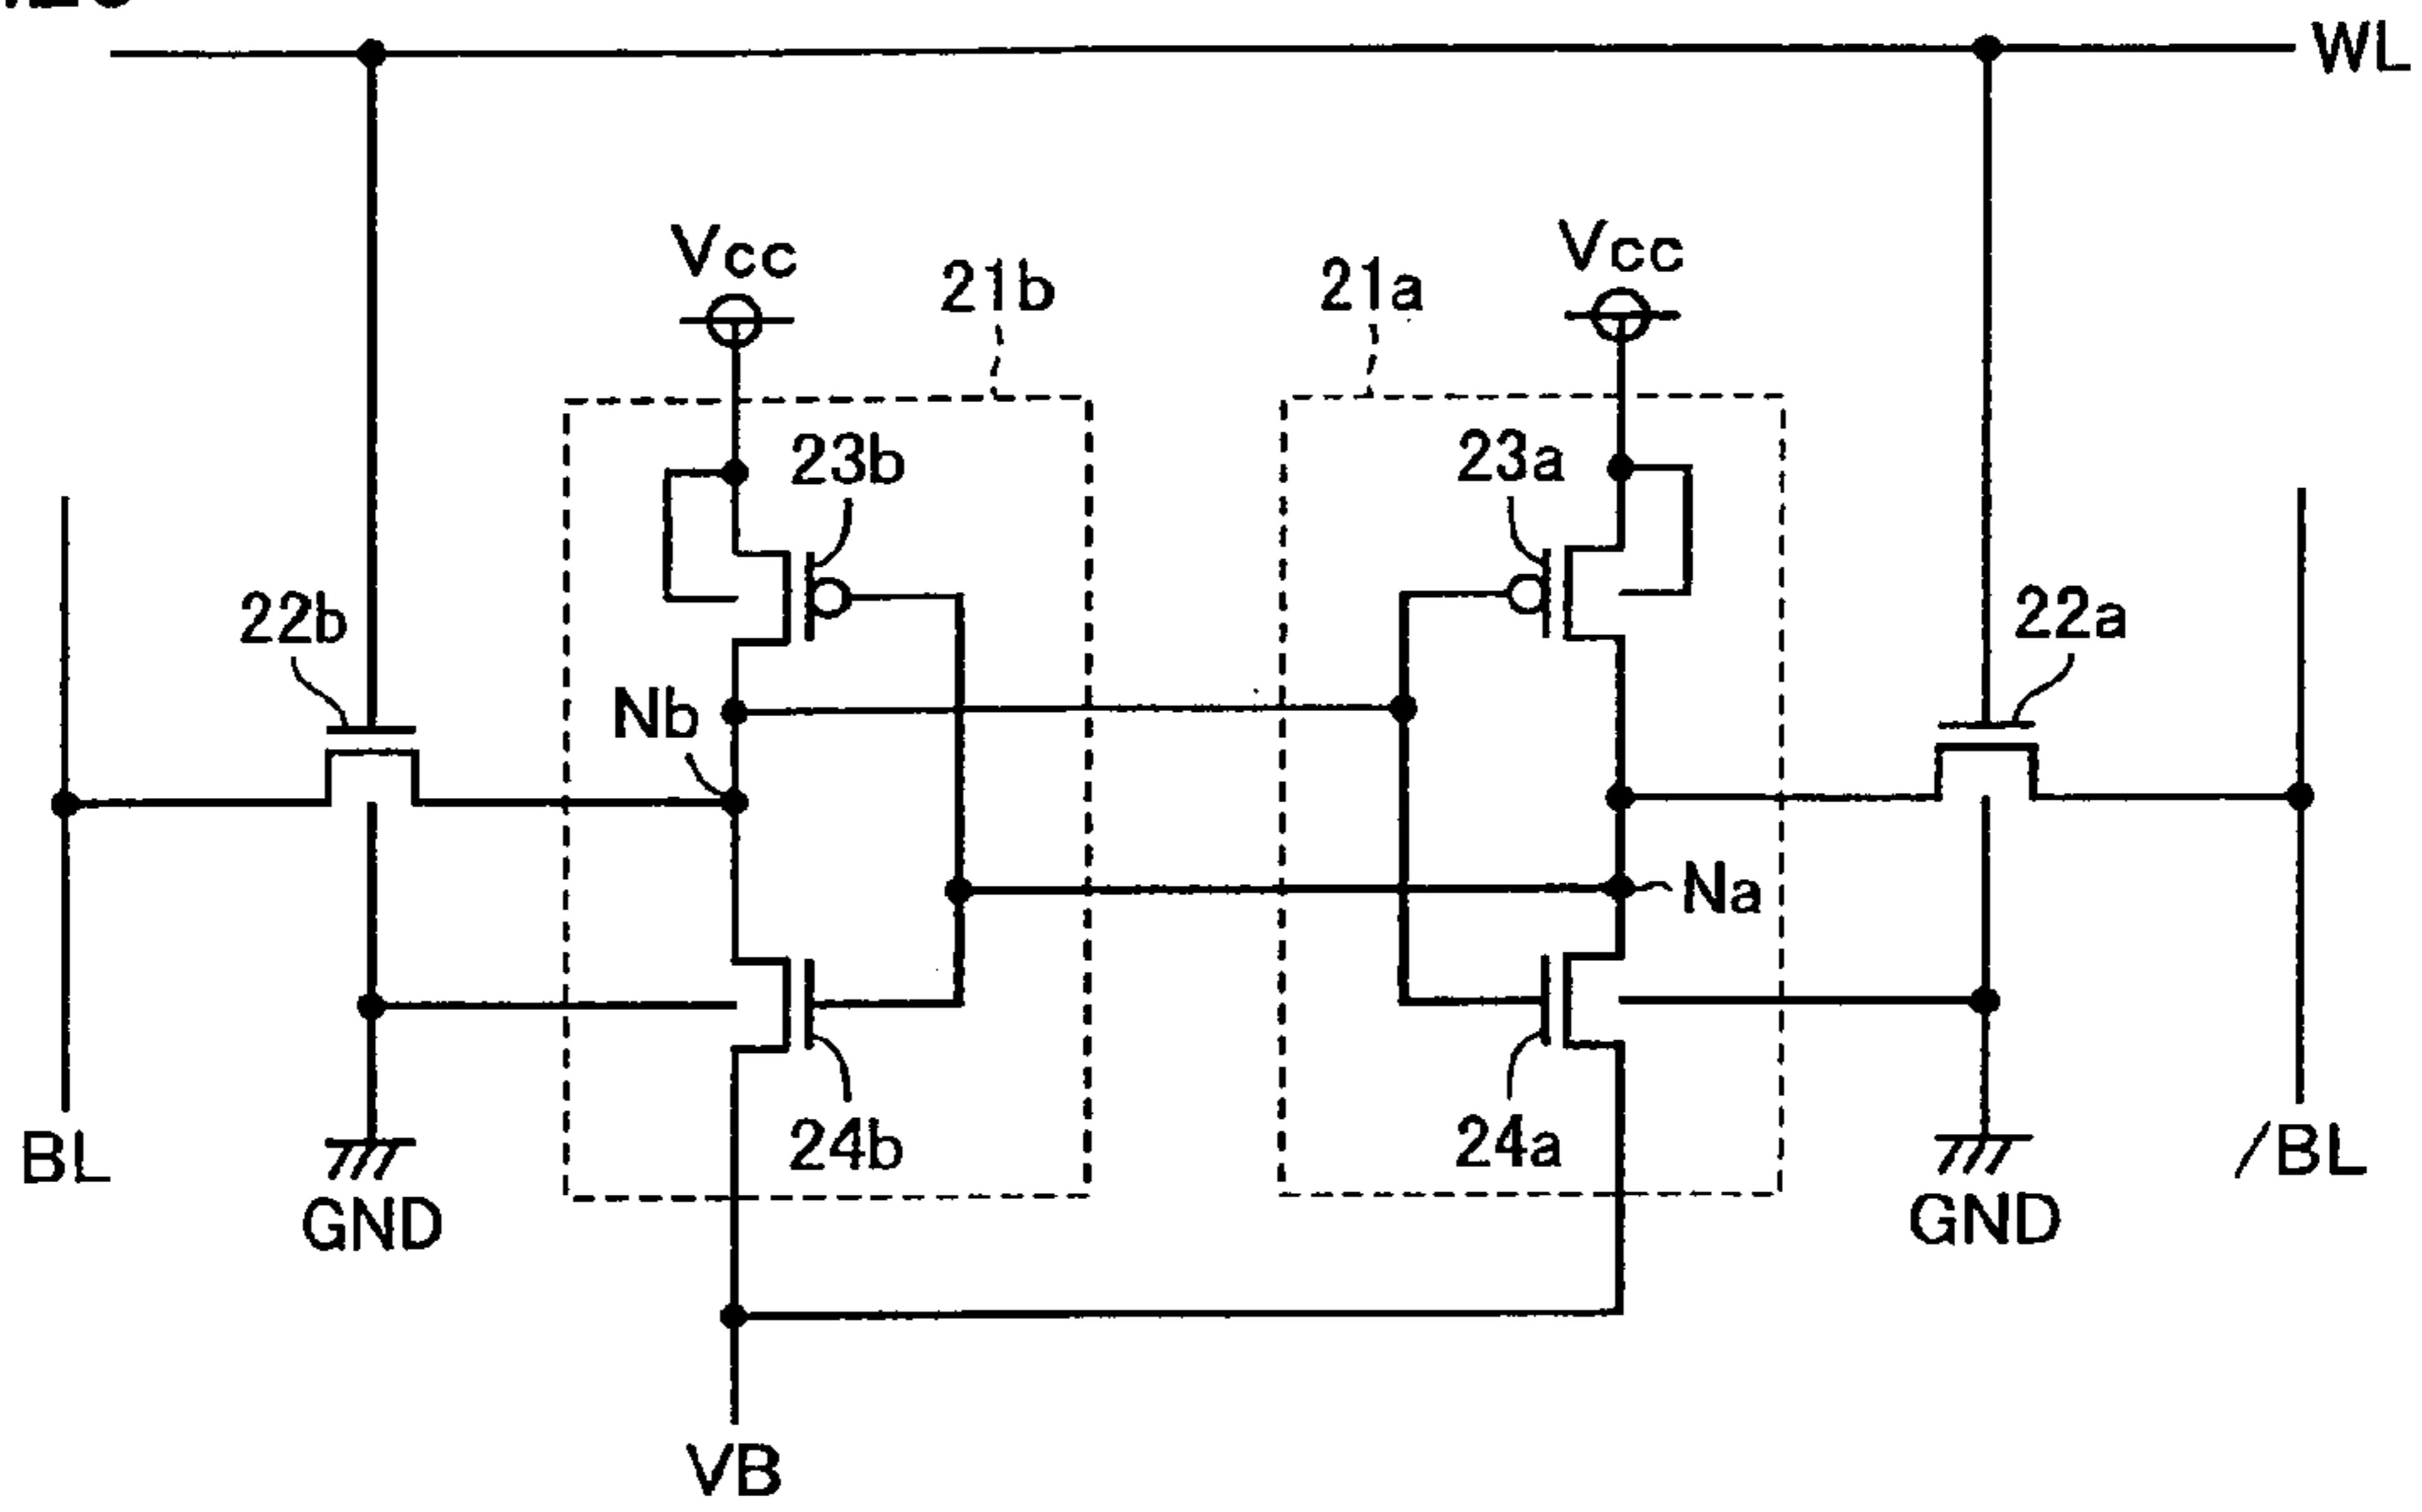 WL
Vcc
Vcc
21b
21a
23b
23a
22b
22a
Nb
Na
24b
24a
BL
GND
GND
/BL
VB